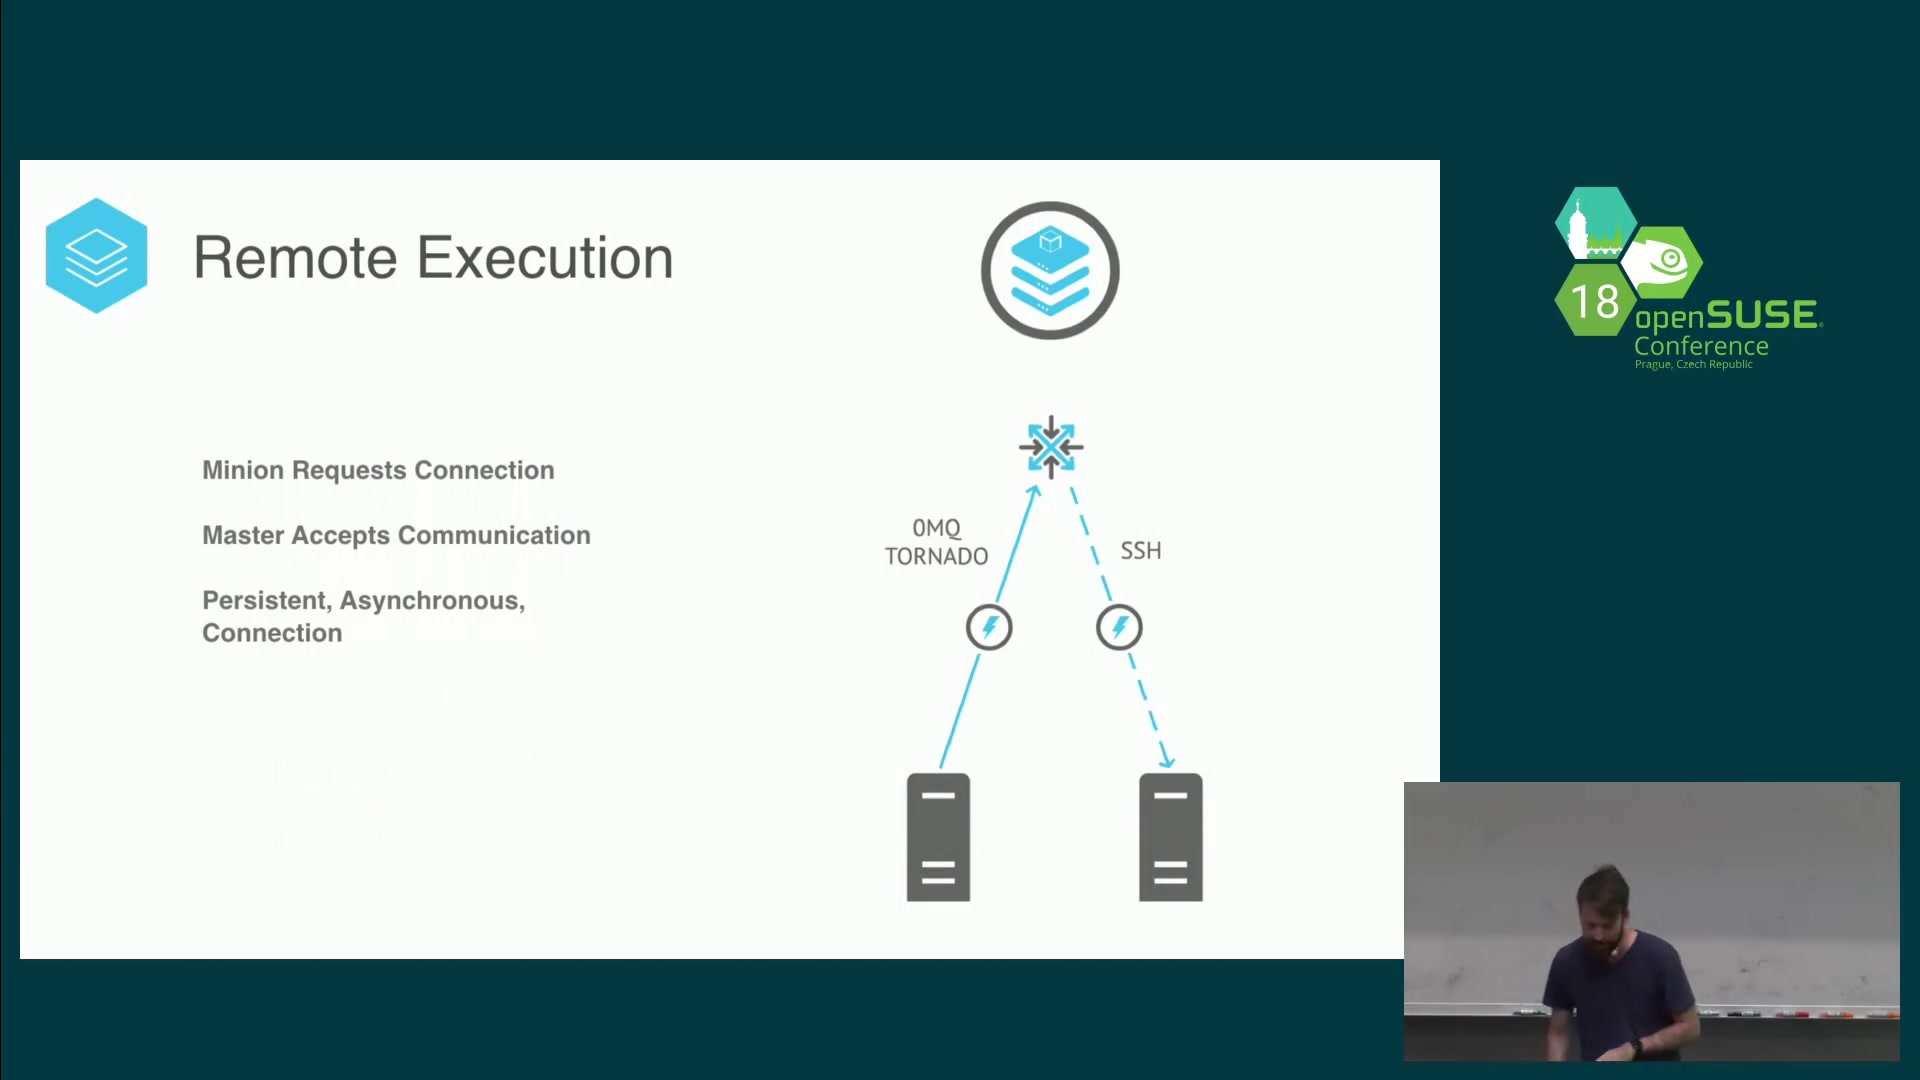 Remote Execution
Minion Requests Connection
Master Accepts Communication
Persistent, Asynchronous,
Connection
0MQ
TORNADO
SSH
18
openSUSE
Conference
Prague, Czech Republic